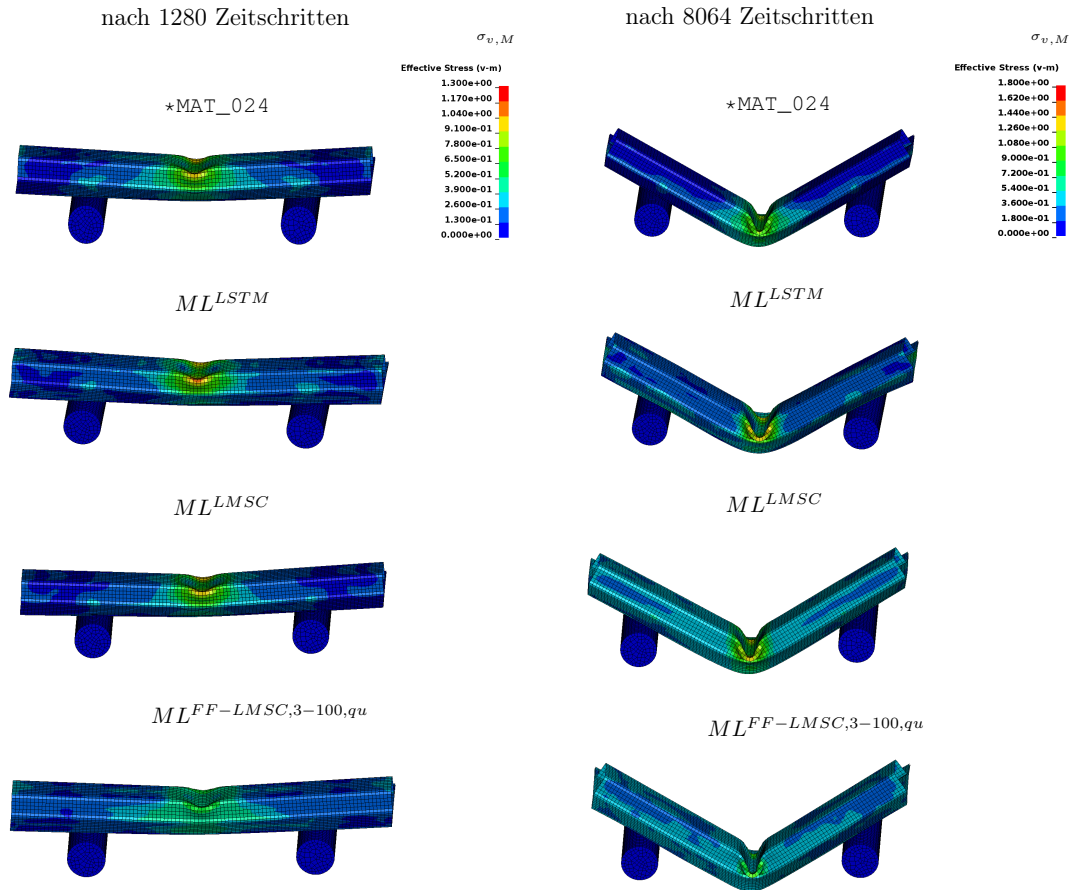 nach 1280 Zeitschritten
σ_{v,M}
Effective Stress (v-m)
1.300e+00
1.170e+00
1.040e+00
9.100e-01
7.800e-01
6.500e-01
5.200e-01
3.900e-01
2.600e-01
1.300e-01
0.000e+00
*MAT_024
ML^{LSTM}
ML^{LMSC}
ML^{FF−LMSC,3−100,qu}
nach 8064 Zeitschritten
σ_{v,M}
Effective Stress (v-m)
1.800e+00
1.620e+00
1.440e+00
1.260e+00
1.080e+00
9.000e-01
7.200e-01
5.400e-01
3.600e-01
1.800e-01
0.000e+00
*MAT_024
ML^{LSTM}
ML^{LMSC}
ML^{FF−LMSC,3−100,qu}